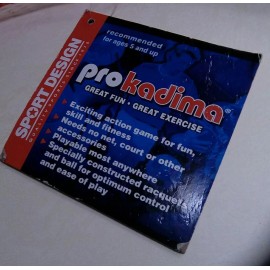 recommended
for ages 5 and up
SPORT DESIGN
pro kadima®
GREAT FUN • GREAT EXERCISE
• Exciting action game for fun,
skill and fitness
• Needs no net, court or other
accessories
• Playable most anywhere
• Specially constructed racquet
and ball for optimum control
and ease of play